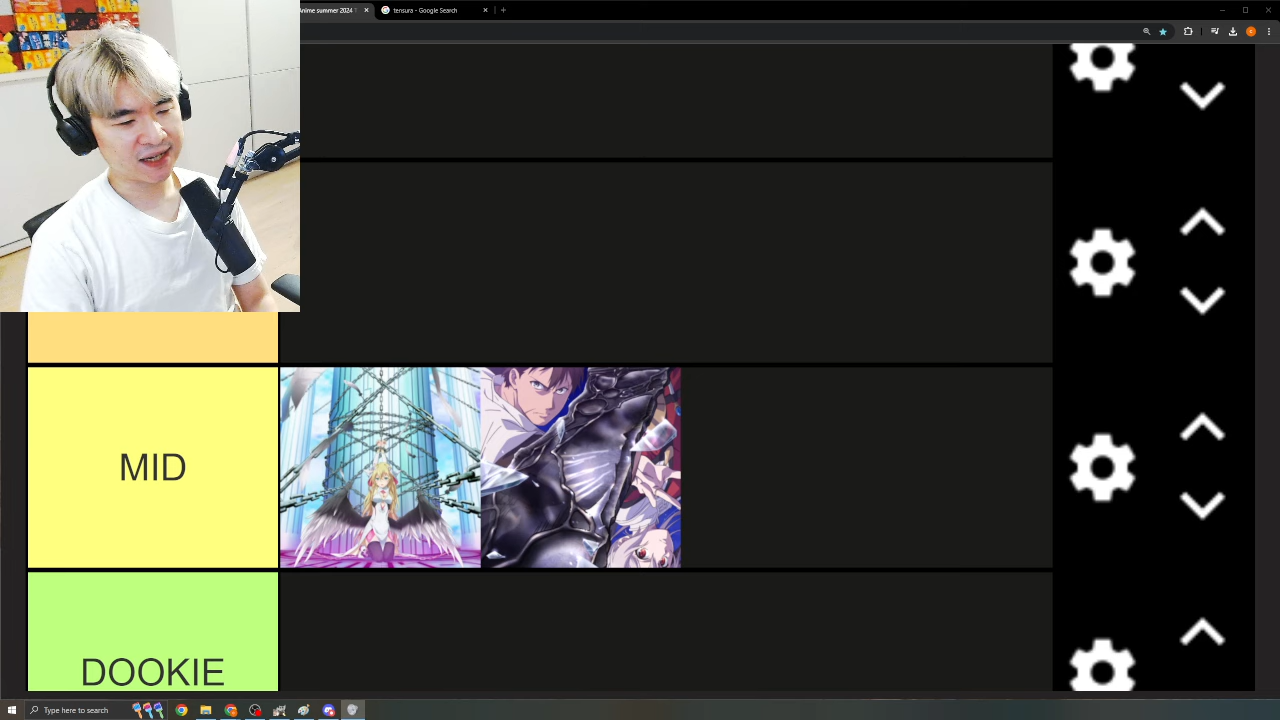 Anime summer 2024 T
tensura - Google Search
MID
DOOKIE
Type here to search